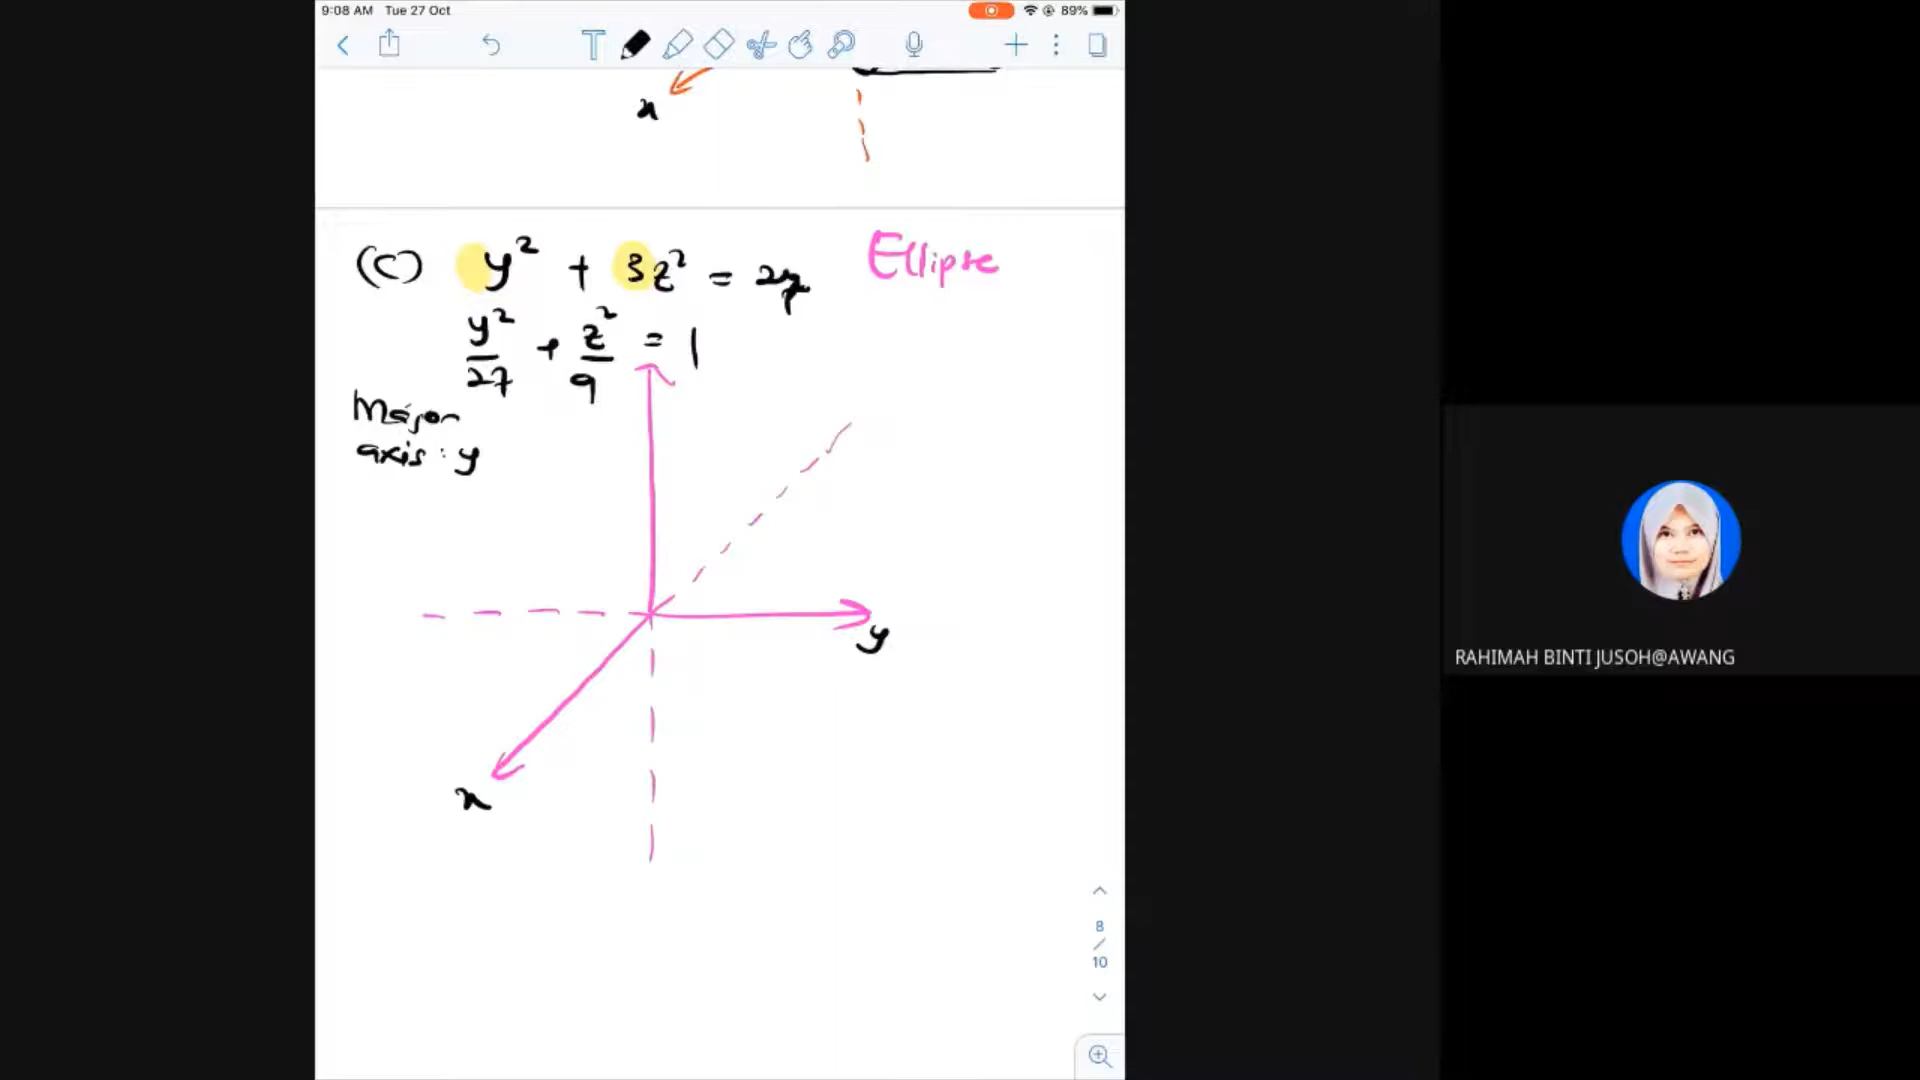 9:08 AM Tue 27 Oct
89%
T
x
(C) y² + 3z² = 27
Ellipse
y²/27 + z²/9 = 1
Major
axis : y
y
x
8
/
10
RAHIMAH BINTI JUSOH@AWANG